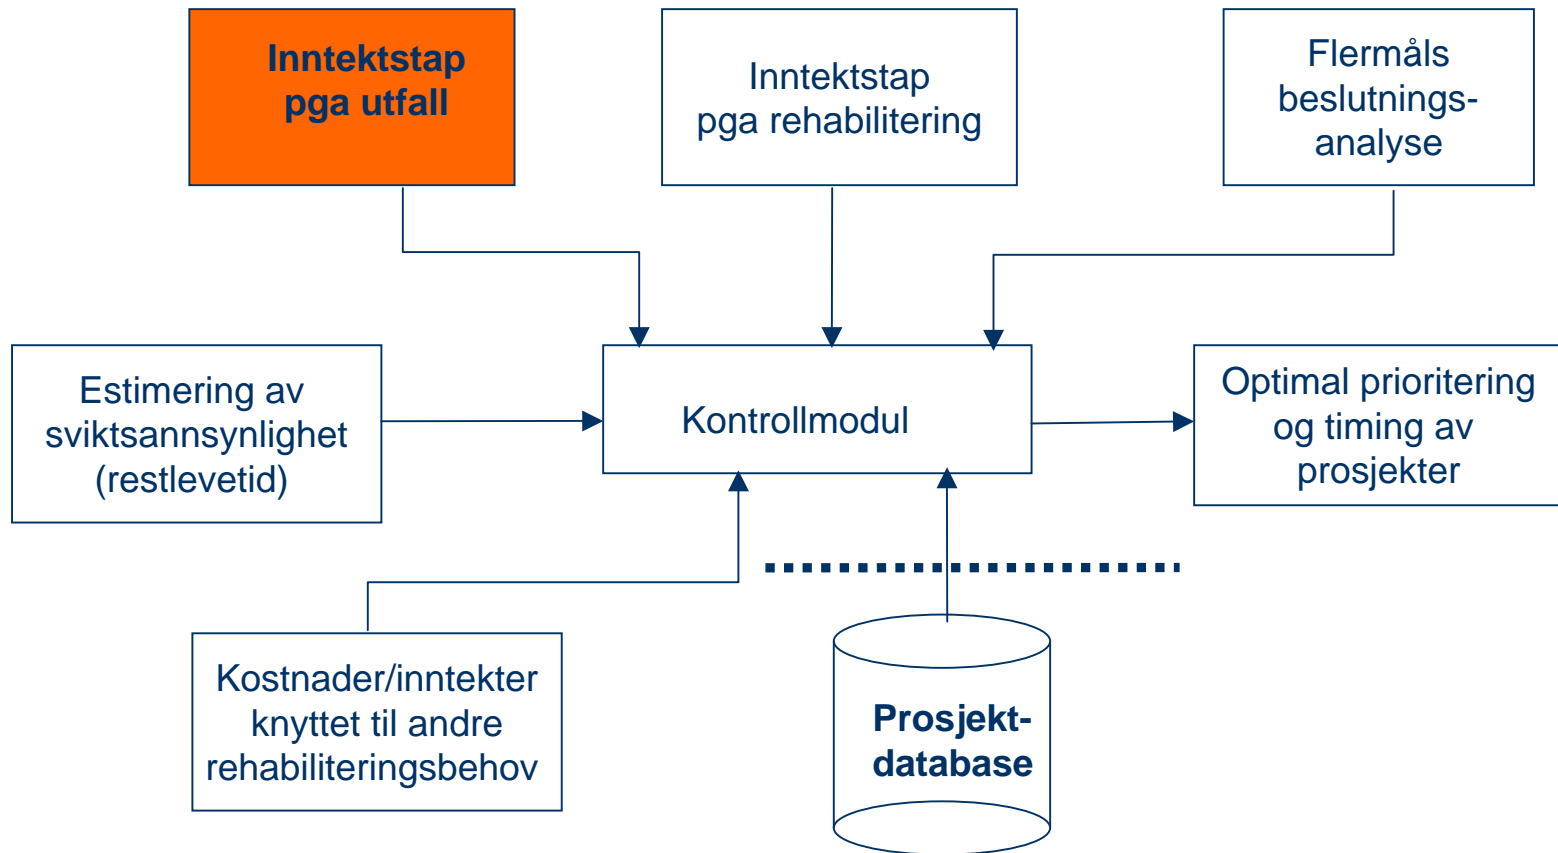 Inntektstap
pga utfall
Inntektstap
pga rehabilitering
Flermåls
beslutnings-
analyse
Estimering av
sviktsannsynlighet
(restlevetid)
Kontrollmodul
Optimal prioritering
og timing av
prosjekter
Kostnader/inntekter
knyttet til andre
rehabiliteringsbehov
Prosjekt-
database